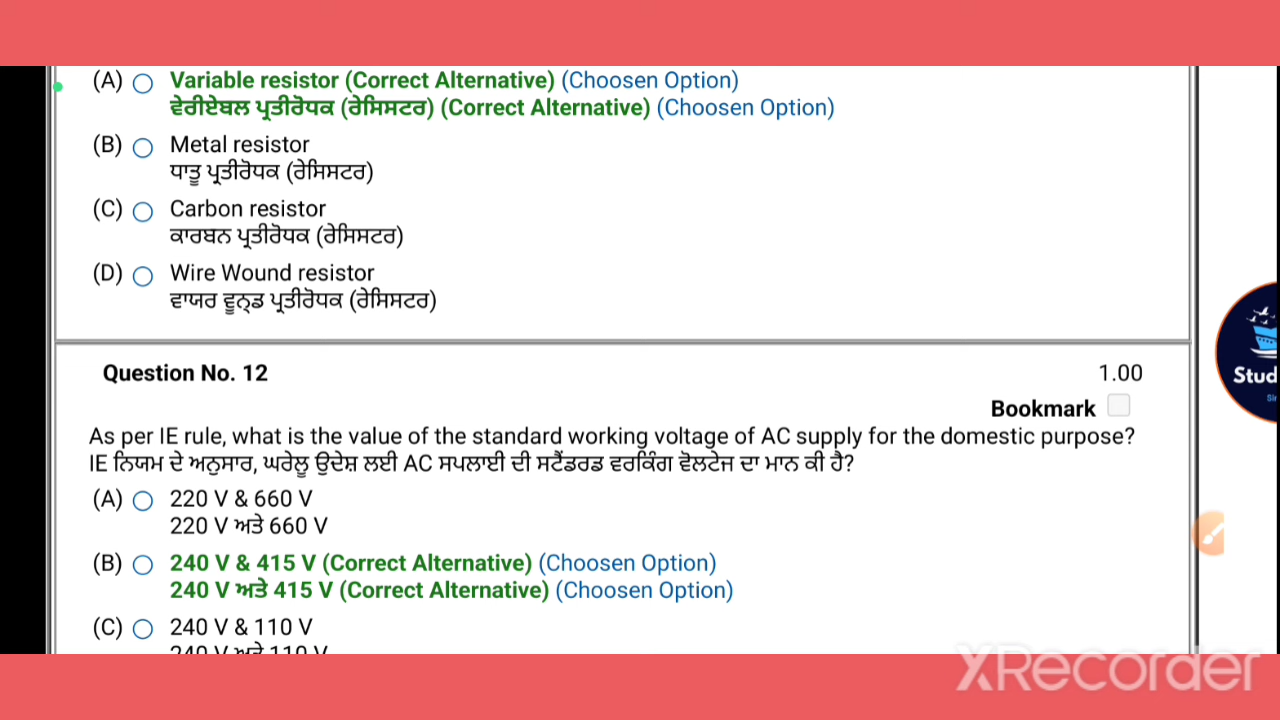 (A) Variable resistor (Correct Alternative) (Choosen Option)
ਵੇਰੀਏਬਲ ਪ੍ਰਤੀਰੋਧਕ (ਰੇਸਿਸਟਰ) (Correct Alternative) (Choosen Option)
(B) Metal resistor
ਧਾਤੂ ਪ੍ਰਤੀਰੋਧਕ (ਰੇਸਿਸਟਰ)
(C) Carbon resistor
ਕਾਰਬਨ ਪ੍ਰਤੀਰੋਧਕ (ਰੇਸਿਸਟਰ)
(D) Wire Wound resistor
ਵਾਯਰ ਵੂਨ੍ਡ ਪ੍ਰਤੀਰੋਧਕ (ਰੇਸਿਸਟਰ)
Question No. 12 1.00
Bookmark
As per IE rule, what is the value of the standard working voltage of AC supply for the domestic purpose?
IE ਨਿਯਮ ਦੇ ਅਨੁਸਾਰ, ਘਰੇਲੂ ਉਦੇਸ਼ ਲਈ AC ਸਪਲਾਈ ਦੀ ਸਟੈਂਡਰਡ ਵਰਕਿੰਗ ਵੋਲਟੇਜ ਦਾ ਮਾਨ ਕੀ ਹੈ?
(A) 220 V & 660 V
220 V ਅਤੇ 660 V
(B) 240 V & 415 V (Correct Alternative) (Choosen Option)
240 V ਅਤੇ 415 V (Correct Alternative) (Choosen Option)
(C) 240 V & 110 V
240 V ਅਤੇ 110 V
Stud
XRecorder